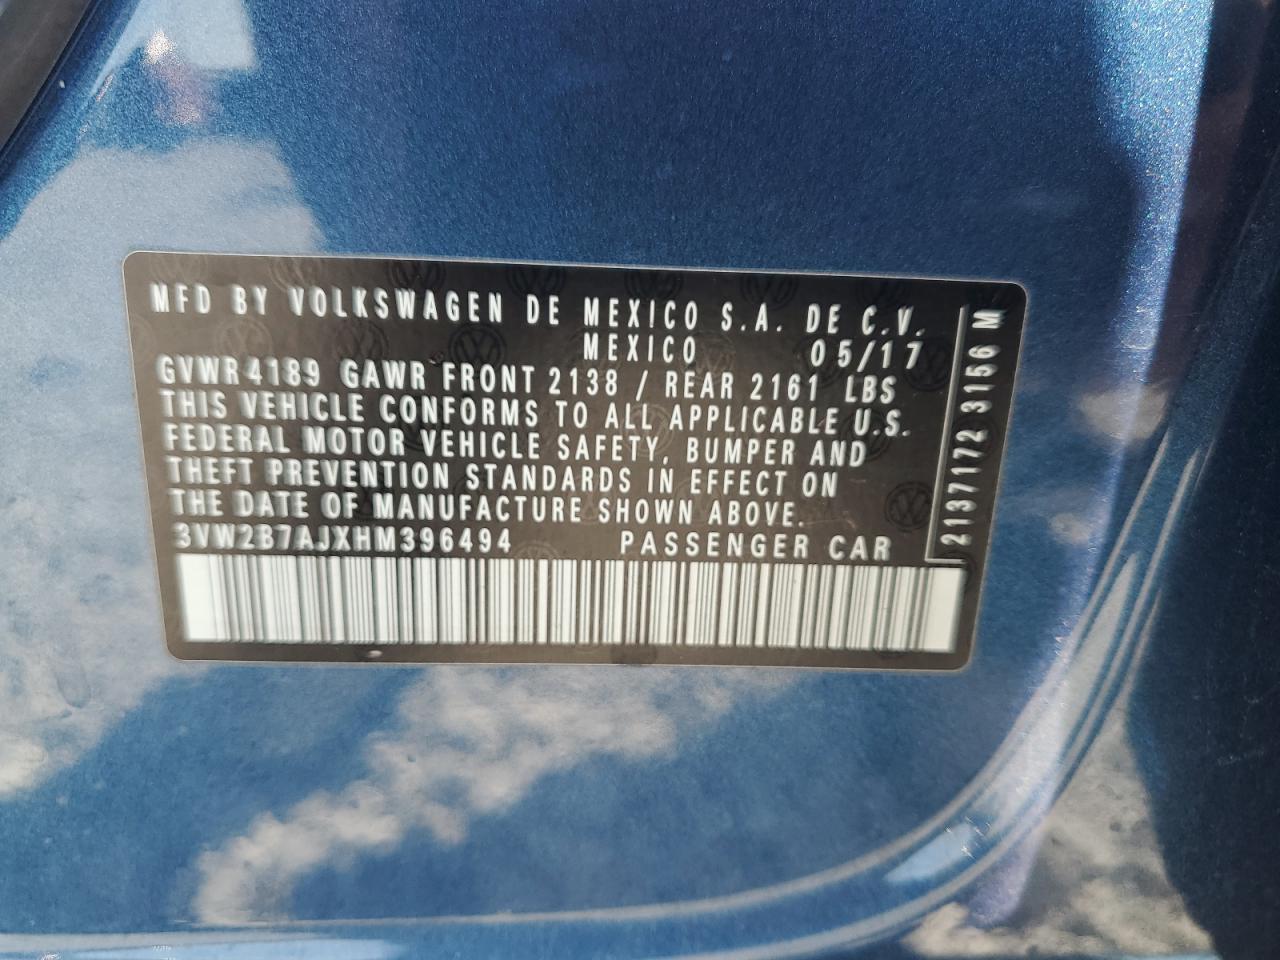 MFD BY VOLKSWAGEN DE MEXICO S.A. DE C.V.
MEXICO 05/17
GVWR 4189 GAWR FRONT 2138 / REAR 2161 LBS
THIS VEHICLE CONFORMS TO ALL APPLICABLE U.S.
FEDERAL MOTOR VEHICLE SAFETY, BUMPER AND
THEFT PREVENTION STANDARDS IN EFFECT ON
THE DATE OF MANUFACTURE SHOWN ABOVE.
3VW2B7AJXHM396494 PASSENGER CAR
2137172 3156 M